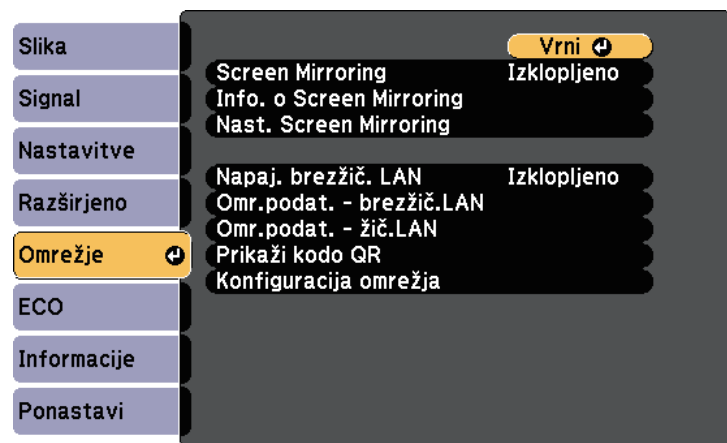 Slika
Signal
Nastavitve
Razširjeno
Omrežje
ECO
Informacije
Ponastavi
Vrni
Screen Mirroring Izklopljeno
Info. o Screen Mirroring
Nast. Screen Mirroring
Napaj. brezžič. LAN Izklopljeno
Omr.podat. - brezžič.LAN
Omr.podat. - žič.LAN
Prikaži kodo QR
Konfiguracija omrežja